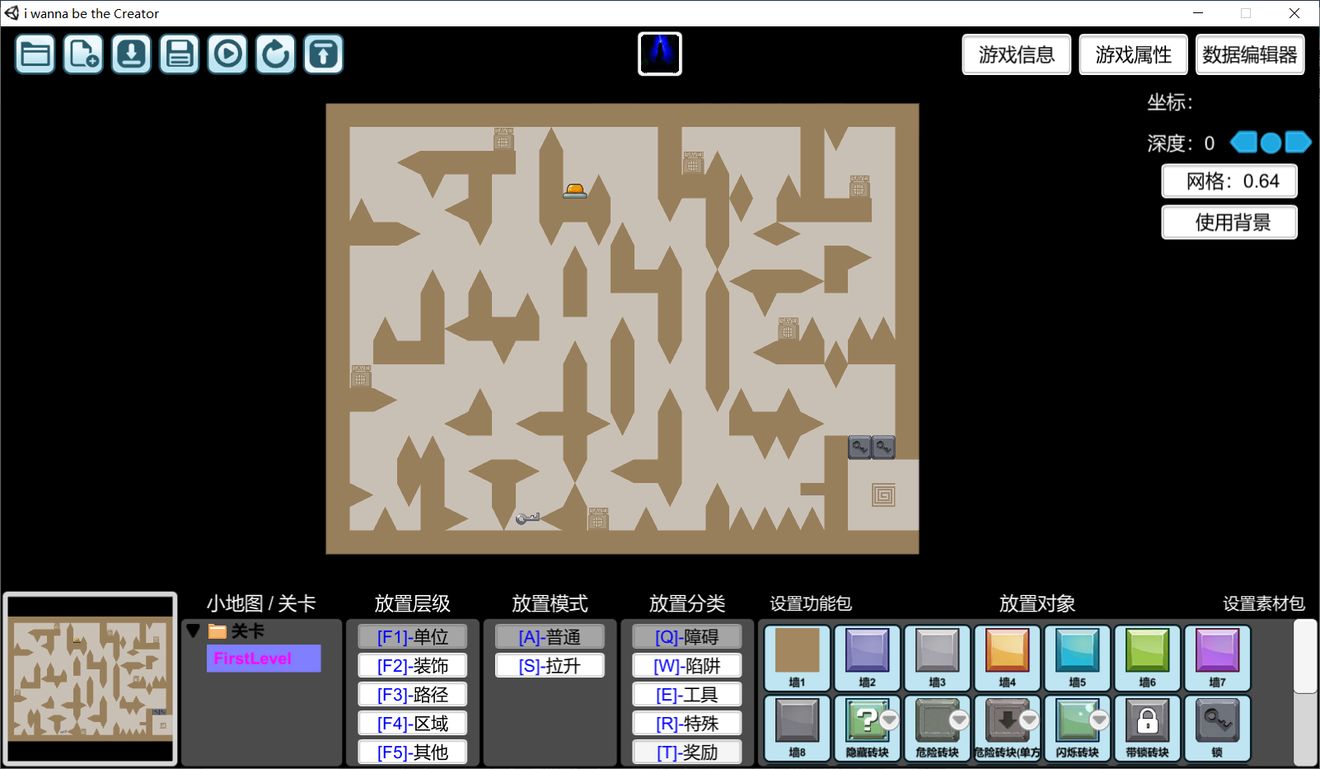 i wanna be the Creator
游戏信息
游戏属性
数据编辑器
坐标:
深度: 0
网格: 0.64
使用背景
小地图 / 关卡
放置层级
放置模式
放置分类
设置功能包
放置对象
设置素材包
关卡
FirstLevel
[F1]-单位
[F2]-装饰
[F3]-路径
[F4]-区域
[F5]-其他
[A]-普通
[S]-拉升
[Q]-障碍
[W]-陷阱
[E]-工具
[R]-特殊
[T]-奖励
墙1
墙2
墙3
墙4
墙5
墙6
墙7
墙8
隐藏砖块
危险砖块
危险砖块(单方
闪烁砖块
带锁砖块
锁